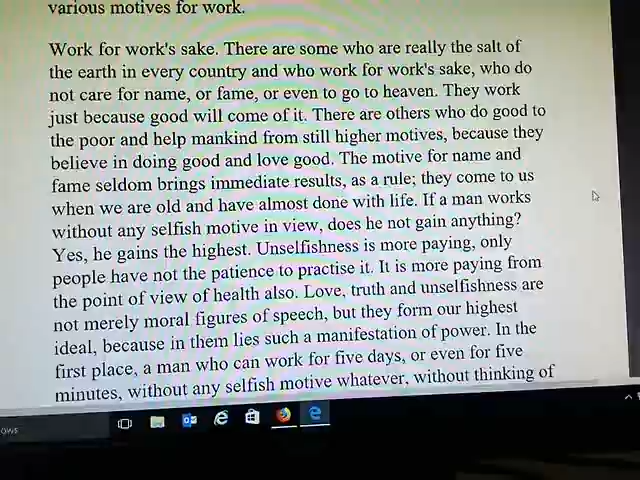 various motives for work.
Work for work's sake. There are some who are really the salt of
the earth in every country and who work for work's sake, who do
not care for name, or fame, or even to go to heaven. They work
just because good will come of it. There are others who do good to
the poor and help mankind from still higher motives, because they
believe in doing good and love good. The motive for name and
fame seldom brings immediate results, as a rule; they come to us
when we are old and have almost done with life. If a man works
without any selfish motive in view, does he not gain anything?
Yes, he gains the highest. Unselfishness is more paying, only
people have not the patience to practise it. It is more paying from
the point of view of health also. Love, truth and unselfishness are
not merely moral figures of speech, but they form our highest
ideal, because in them lies such a manifestation of power. In the
first place, a man who can work for five days, or even for five
minutes, without any selfish motive whatever, without thinking of
ows